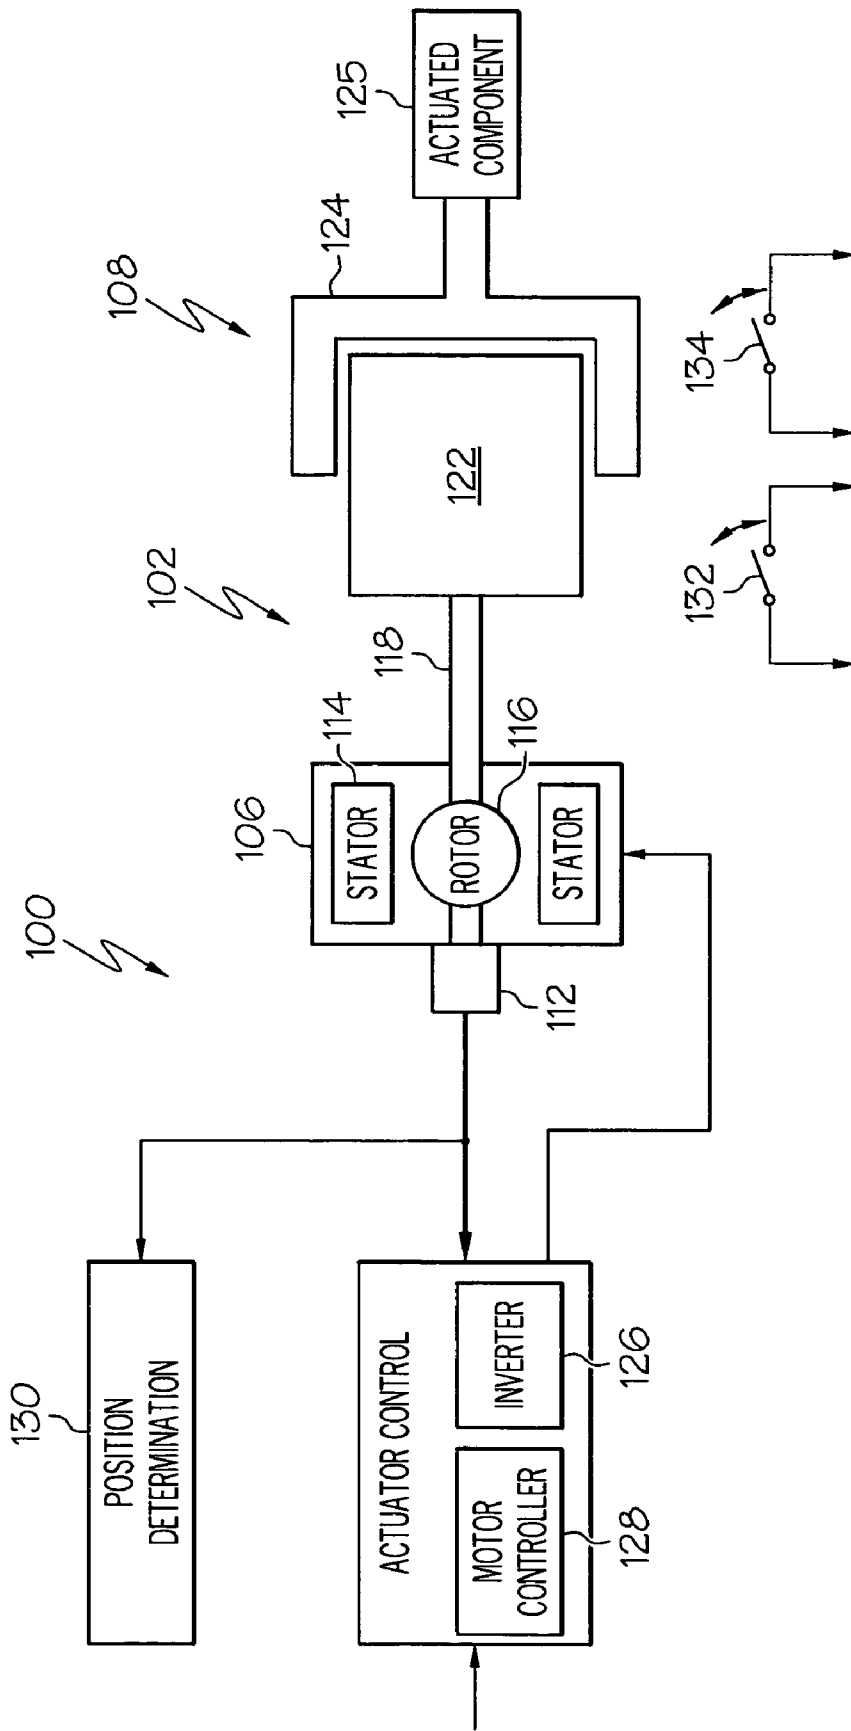 100
102
108
130
POSITION
DETERMINATION
106
114
STATOR
ROTOR
116
STATOR
112
118
122
124
125
ACTUATED
COMPONENT
ACTUATOR CONTROL
MOTOR
CONTROLLER
128
INVERTER
126
132
134